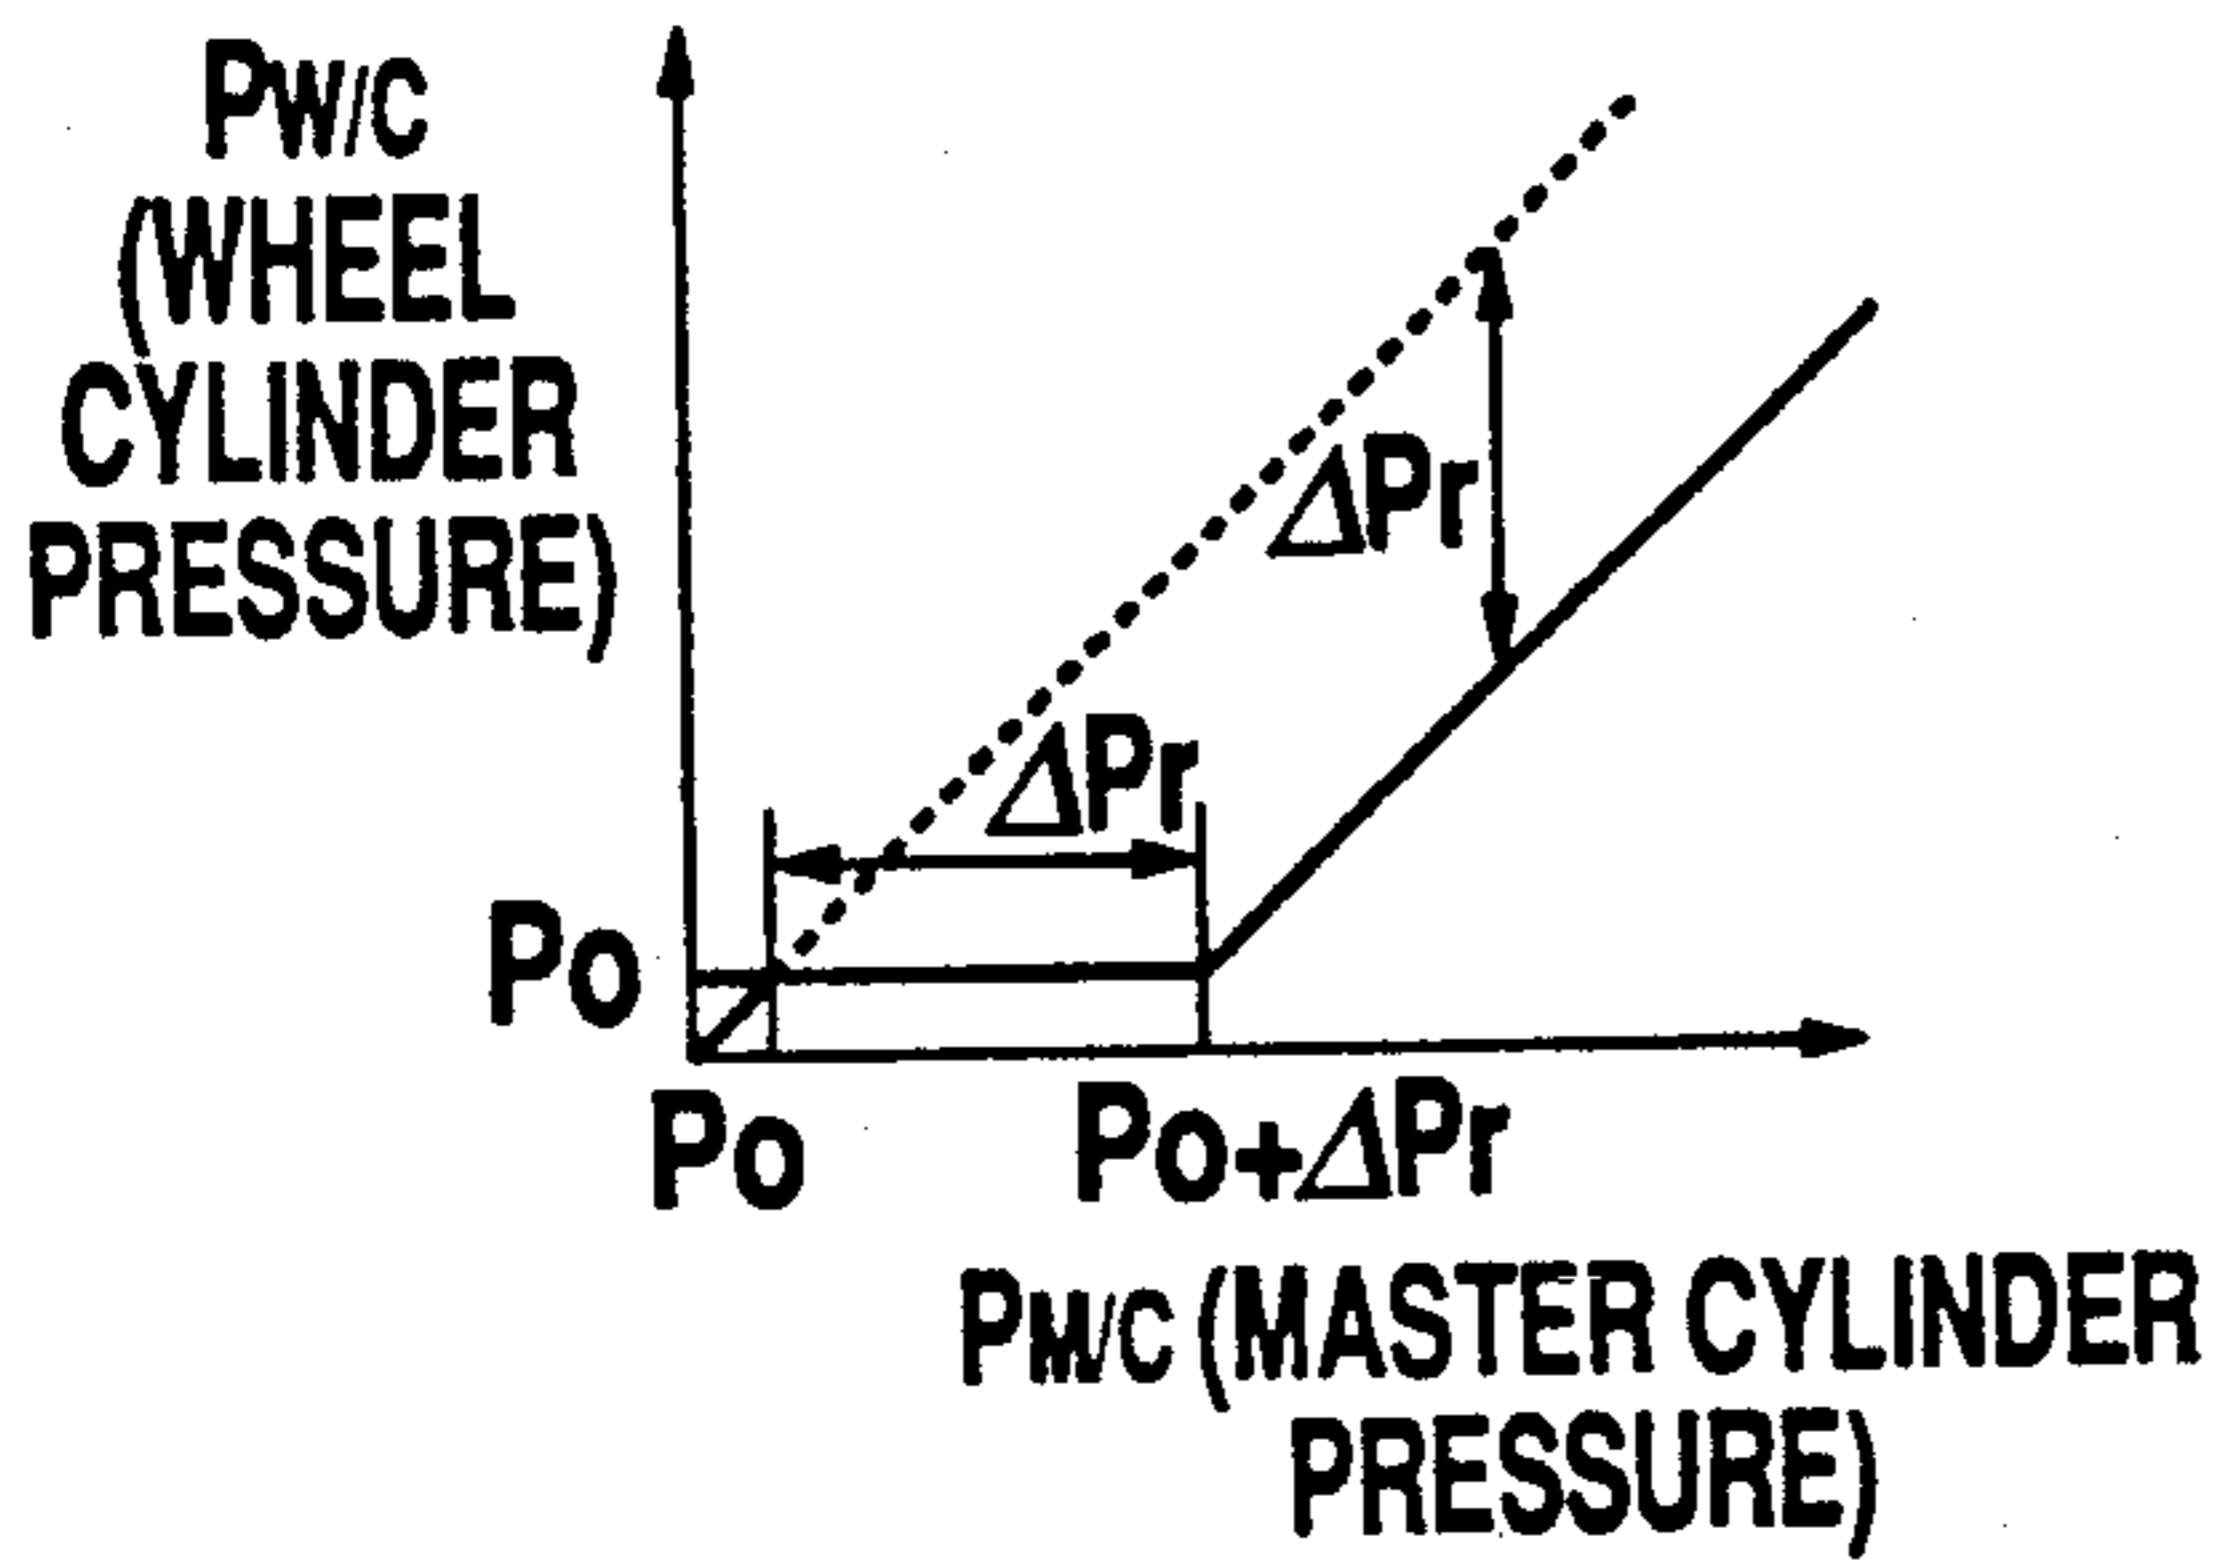 PW/C
(WHEEL
CYLINDER
PRESSURE)
ΔPr
ΔPr
Po
Po
Po+ΔPr
PM/C (MASTER CYLINDER
PRESSURE)